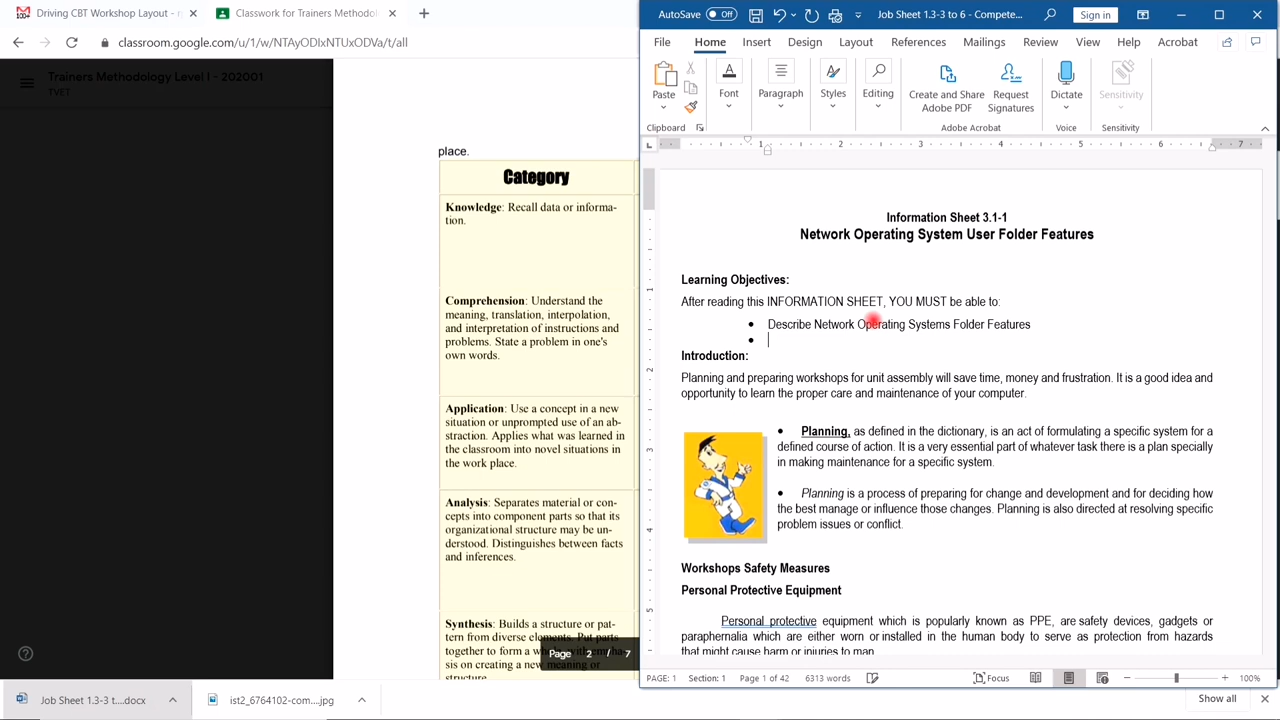 Driving CBT Workshop Layout - r
Classwork for Trainers Methodol
classroom.google.com/u/1/w/NTAyODIxNTUxODVa/t/all
Trainers Methodology Level I - 202001
TVET
place.
Category
Knowledge: Recall data or informa-
tion.
Comprehension: Understand the
meaning, translation, interpolation,
and interpretation of instructions and
problems. State a problem in one's
own words.
Application: Use a concept in a new
situation or unprompted use of an ab-
straction. Applies what was learned in
the classroom into novel situations in
the work place.
Analysis: Separates material or con-
cepts into component parts so that its
organizational structure may be un-
derstood. Distinguishes between facts
and inferences.
Synthesis: Builds a structure or pat-
tern from diverse elements. Put parts
together to form a whole, with empha-
sis on creating a new meaning or
structure.
Page 2 / 7
AutoSave Off
Job Sheet 1.3-3 to 6 - Compete...
Sign in
File Home Insert Design Layout References Mailings Review View Help Acrobat
Paste
Font
Paragraph
Styles
Editing
Create and Share
Adobe PDF
Request
Signatures
Dictate
Sensitivity
Clipboard Adobe Acrobat Voice Sensitivity
1 2 3 4 5 6 7
Information Sheet 3.1-1
Network Operating System User Folder Features
Learning Objectives:
After reading this INFORMATION SHEET, YOU MUST be able to:
• Describe Network Operating Systems Folder Features
•
Introduction:
Planning and preparing workshops for unit assembly will save time, money and frustration. It is a good idea and
opportunity to learn the proper care and maintenance of your computer.
• Planning, as defined in the dictionary, is an act of formulating a specific system for a
defined course of action. It is a very essential part of whatever task there is a plan specially
in making maintenance for a specific system.
• Planning is a process of preparing for change and development and for deciding how
the best manage or influence those changes. Planning is also directed at resolving specific
problem issues or conflict.
Workshops Safety Measures
Personal Protective Equipment
Personal protective equipment which is popularly known as PPE, are safety devices, gadgets or
paraphernalia which are either worn or installed in the human body to serve as protection from hazards
that might cause harm or injuries to man
PAGE: 1 Section: 1 Page 1 of 42 6313 words Focus 100%
Job Sheet 1.3-3 t....docx
ist2_6764102-com....jpg
Show all